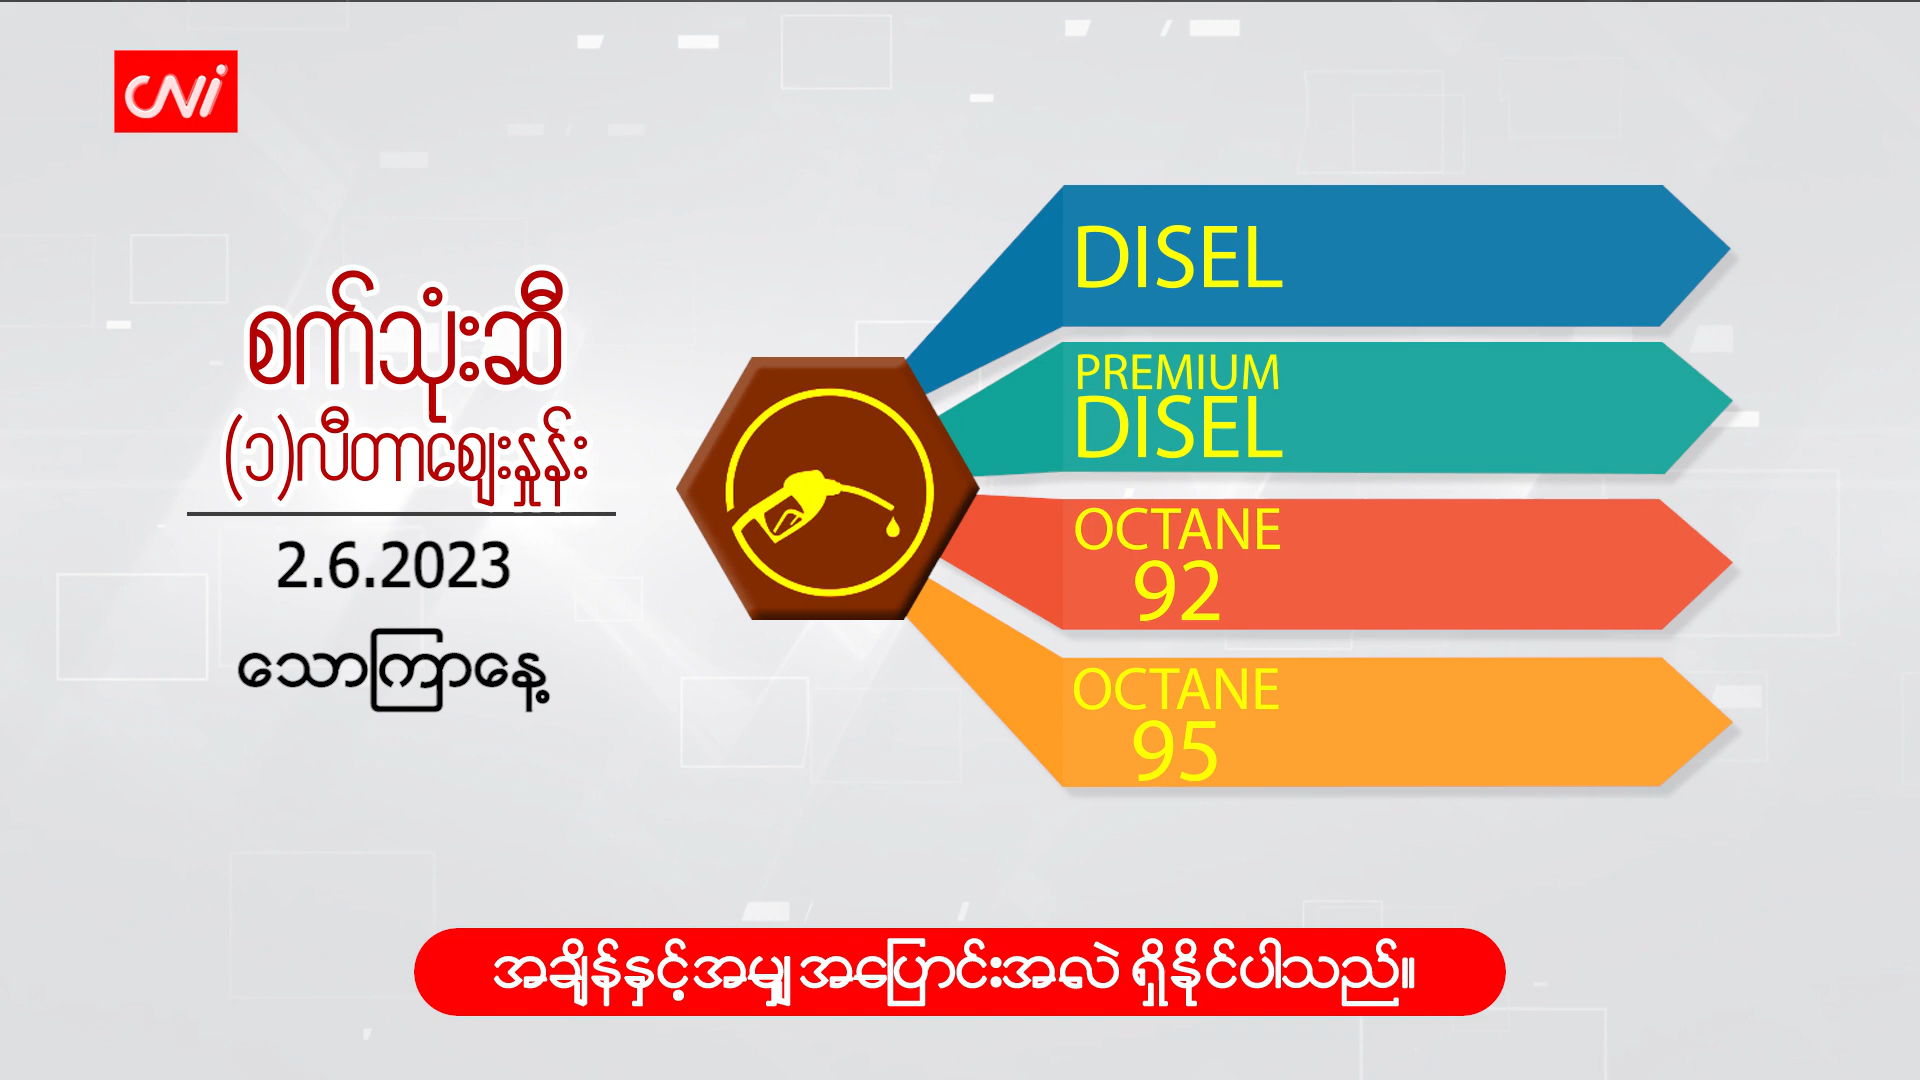 CNi
စက်သုံးဆီ
(၁)လီတာဈေးနှုန်း
2.6.2023
သောကြာနေ့
DISEL
PREMIUM
DISEL
OCTANE
92
OCTANE
95
အချိန်နှင့်အမျှ အပြောင်းအလဲ ရှိနိုင်ပါသည်။